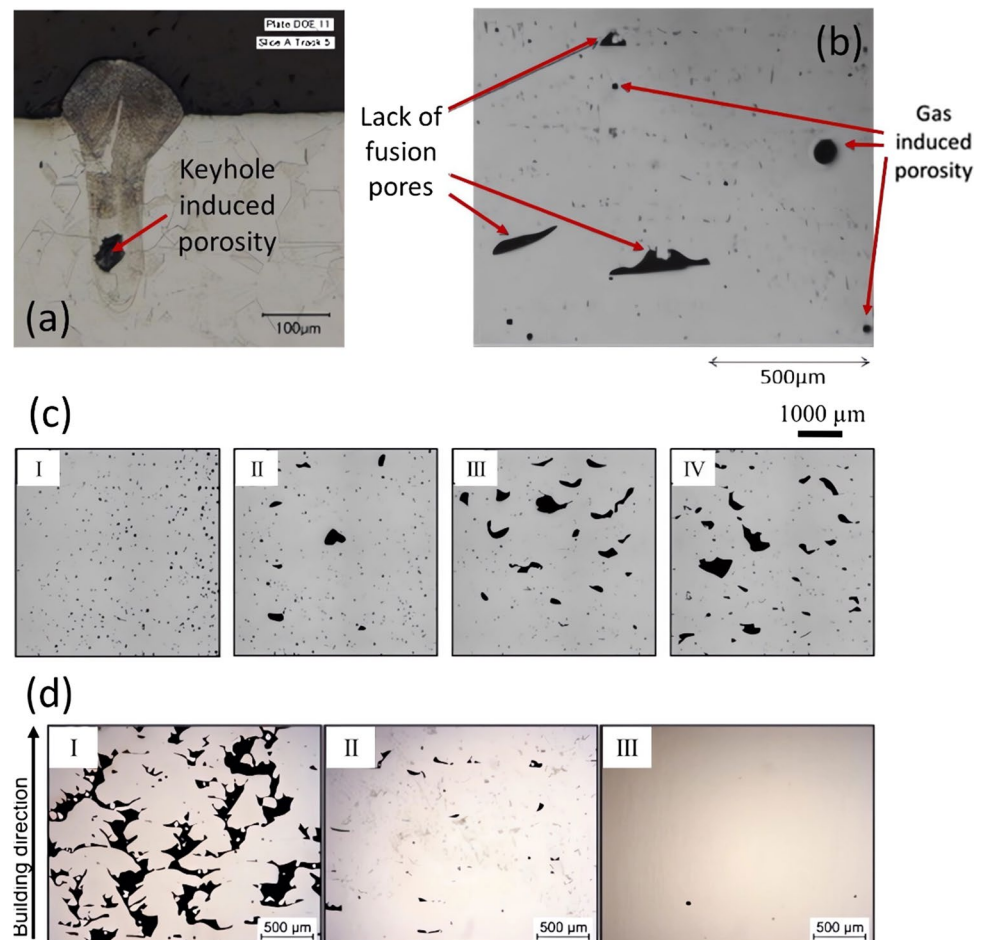 Plate DOE 11
Slice A Track 5
Keyhole
induced
porosity
(a)
100µm
Lack of
fusion
pores
(b)
Gas
induced
porosity
500µm
(c)
1000 µm
I
II
III
IV
(d)
Building direction
I
II
III
500 µm
500 µm
500 µm